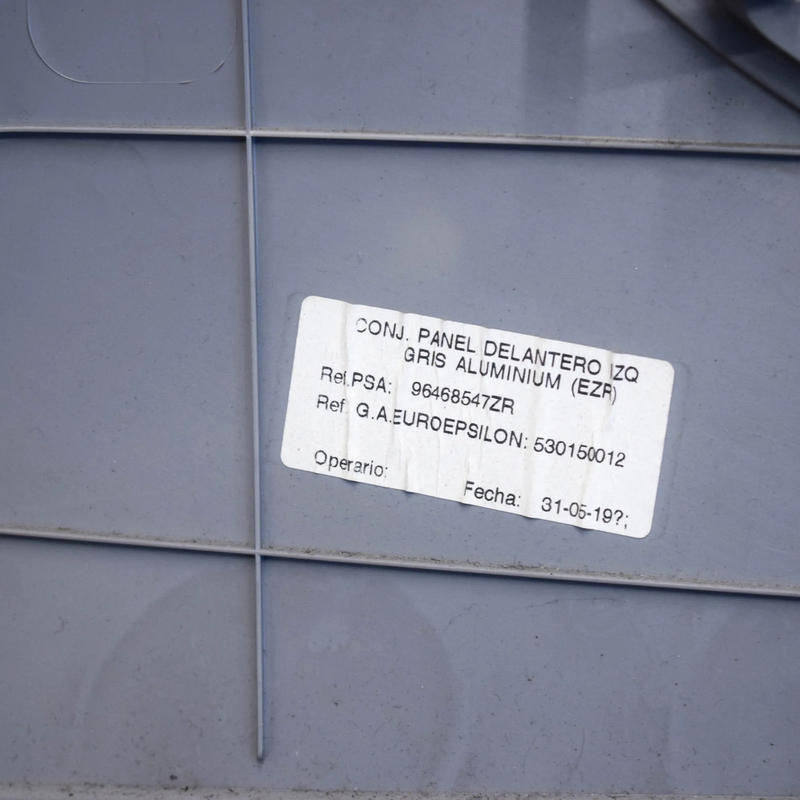 CONJ. PANEL DELANTERO IZQ
GRIS ALUMINIUM (EZR)
Ref.PSA: 96468547ZR
Ref. G.A.EUROEPSILON: 530150012
Operario:
Fecha: 31-05-19?;